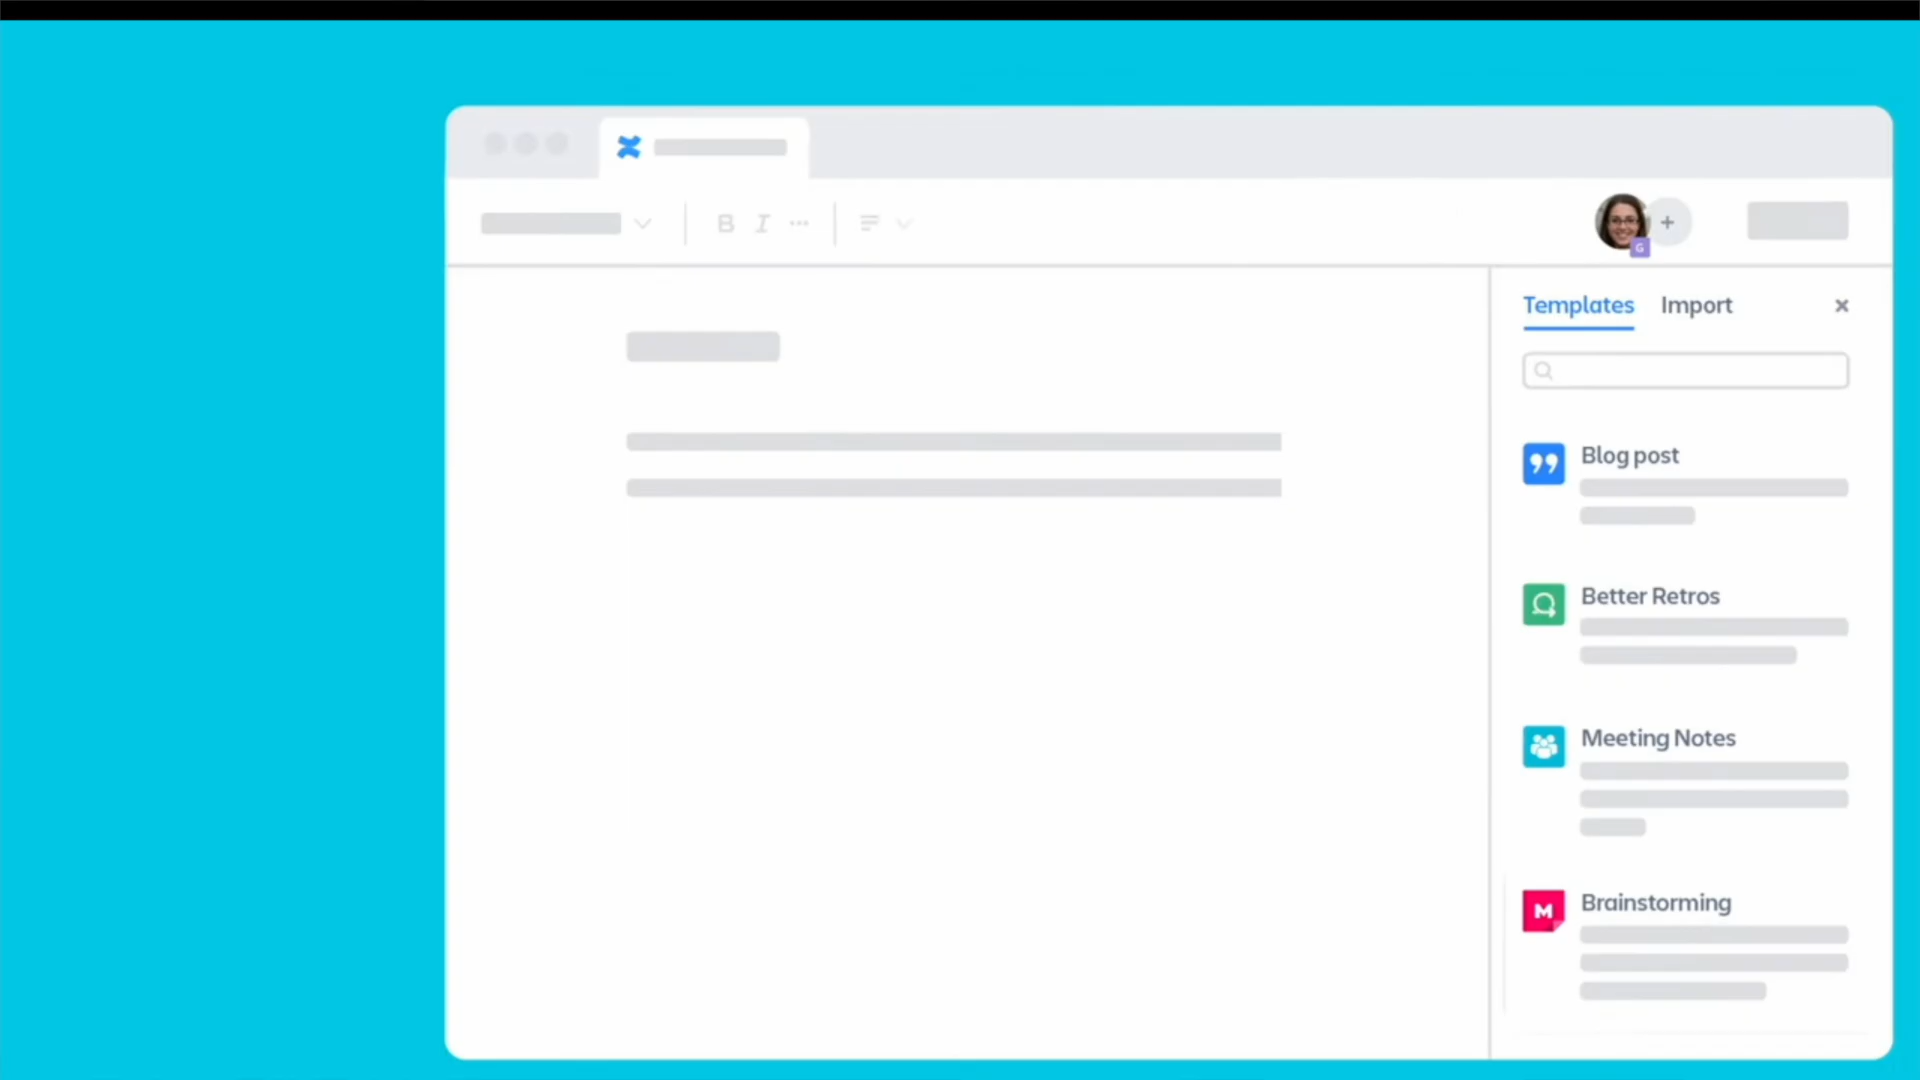 B I
G
+
Templates Import
Blog post
Better Retros
Meeting Notes
M
Brainstorming